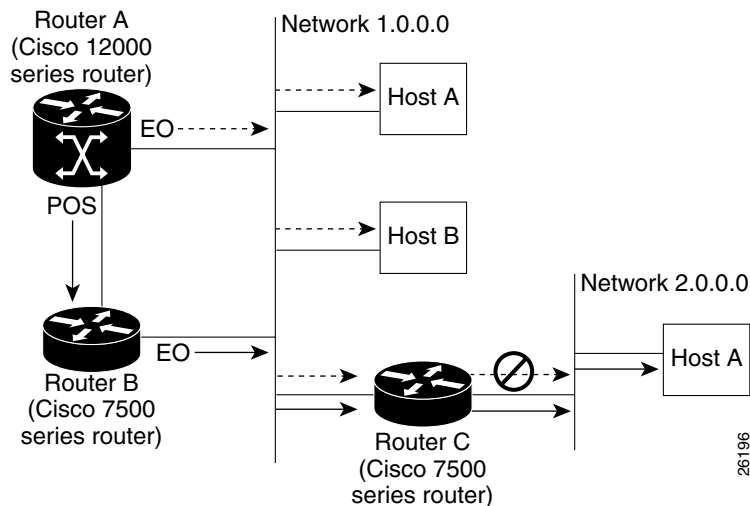 Router A
(Cisco 12000
series router)
Network 1.0.0.0
Host A
EO
POS
Host B
Network 2.0.0.0
EO
Host A
Router B
(Cisco 7500
series router)
Router C
(Cisco 7500
series router)
26196